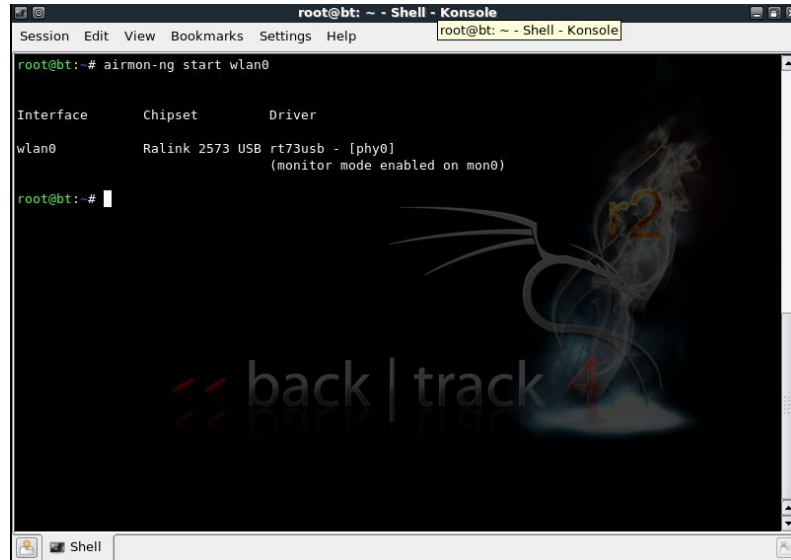 root@bt: ~ - Shell - Konsole
root@bt: ~ - Shell - Konsole
Session Edit View Bookmarks Settings Help
root@bt:~# airmon-ng start wlan0
Interface Chipset Driver
wlan0 Ralink 2573 USB rt73usb - [phy0]
(monitor mode enabled on mon0)
root@bt:~#
r2
<< back | track 4
Shell